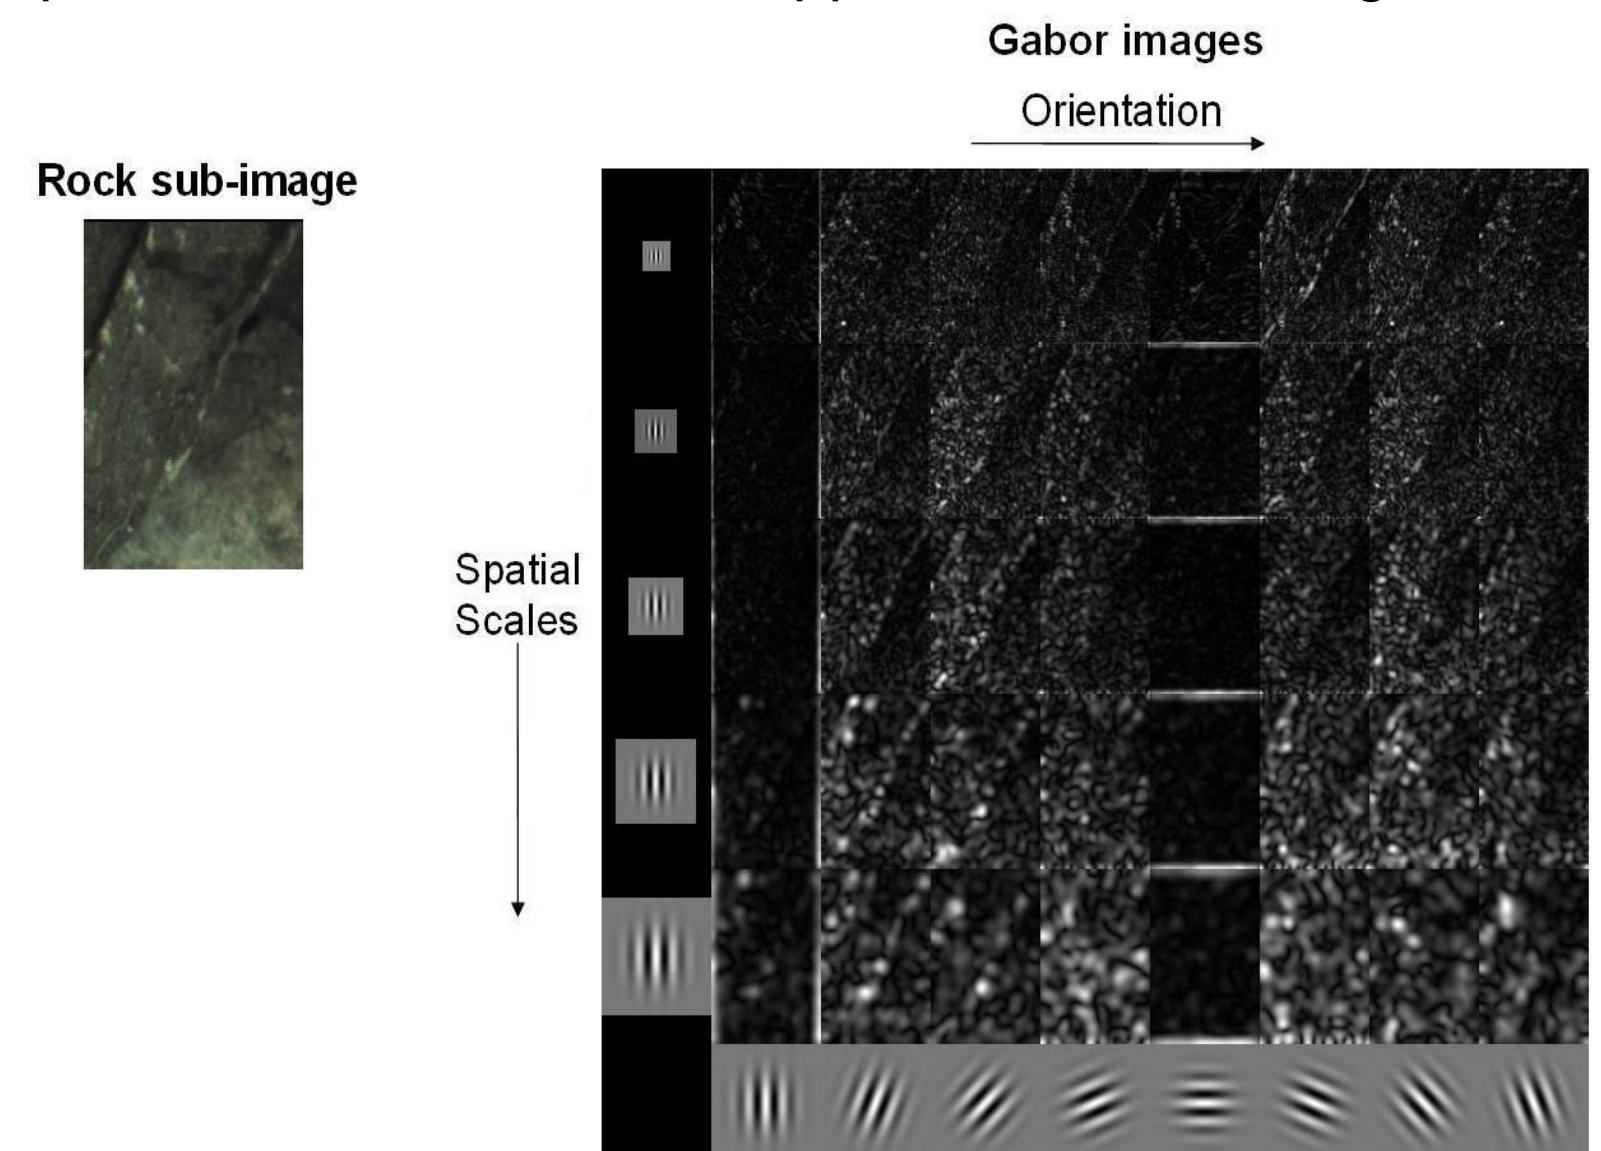 Gabor images
Orientation
Rock sub-image
Spatial
Scales